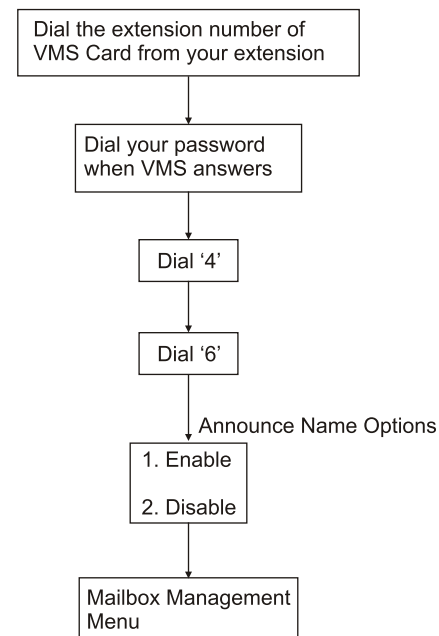 Dial the extension number of
VMS Card from your extension
Dial your password
when VMS answers
Dial ‘4’
Dial ‘6’
Announce Name Options
1. Enable
2. Disable
Mailbox Management
Menu